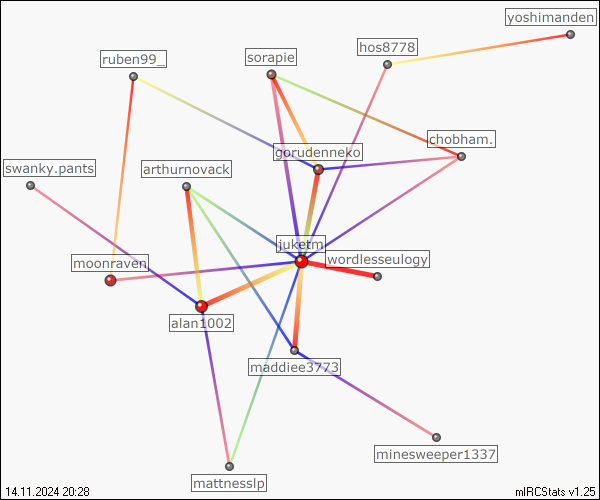 yoshimanden
hos8778
ruben99_
sorapie
chobham.
gorudenneko
swanky.pants
arthurnovack
juketm
wordlesseulogy
moonraven
alan1002
maddiee3773
minesweeper1337
mattnesslp
14.11.2024 20:28
mIRCStats v1.25